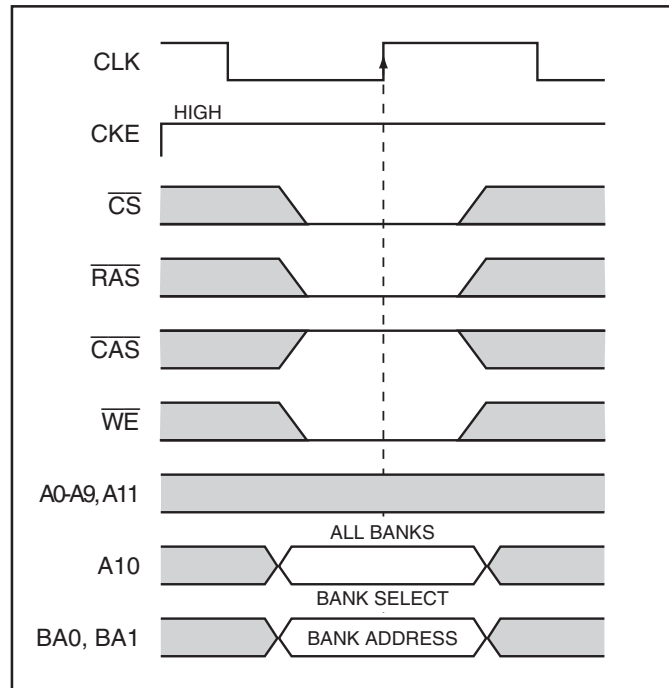 CLK
CKE
HIGH
CS
RAS
CAS
WE
A0-A9, A11
ALL BANKS
A10
BANK SELECT
BA0, BA1
BANK ADDRESS